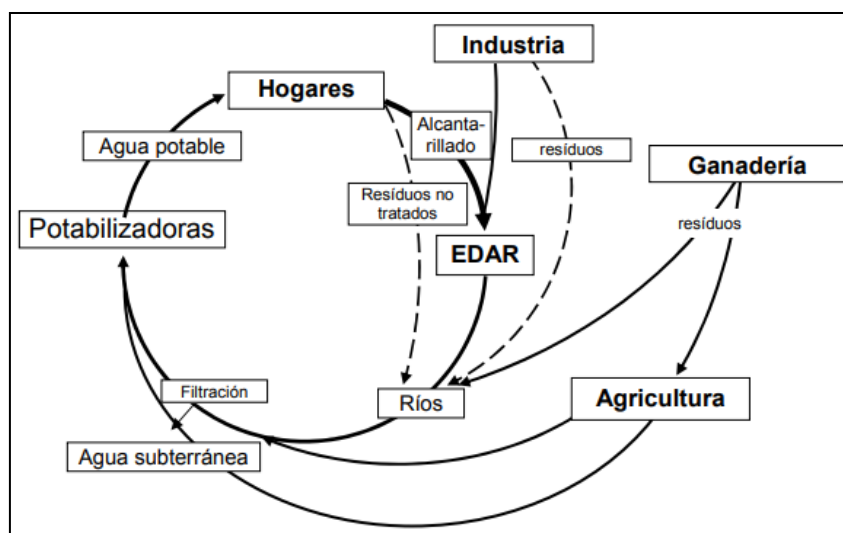 Industria
Hogares
Alcanta-
rillado
resíduos
Agua potable
Ganadería
Resíduos no
tratados
resíduos
Potabilizadoras
EDAR
Filtración
Ríos
Agricultura
Agua subterránea